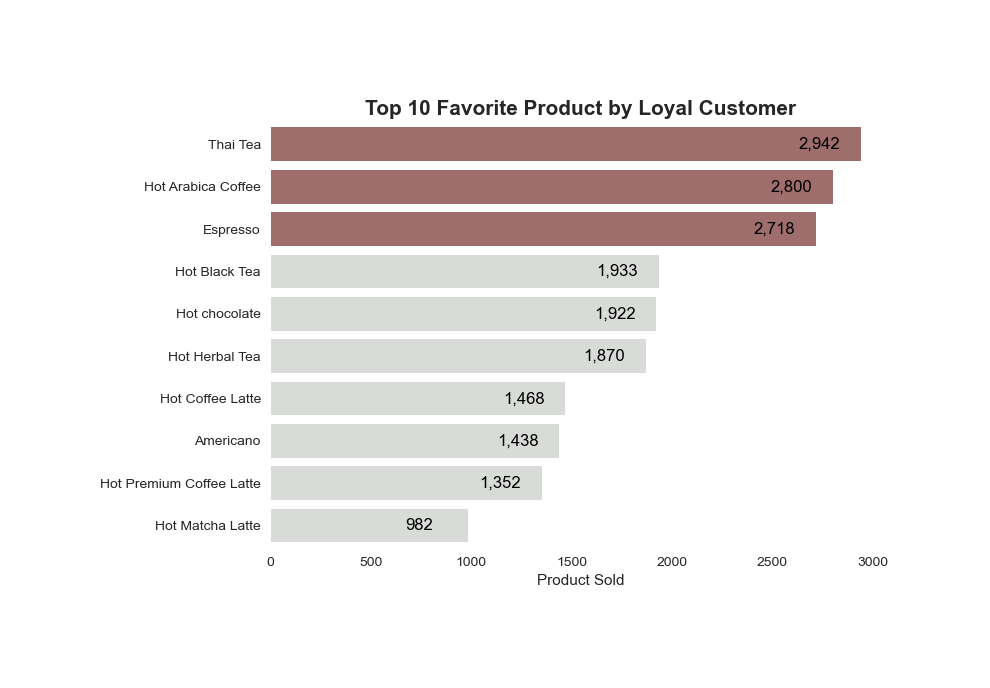 Top 10 Favorite Product by Loyal Customer
Thai Tea 2,942
Hot Arabica Coffee 2,800
Espresso 2,718
Hot Black Tea 1,933
Hot chocolate 1,922
Hot Herbal Tea 1,870
Hot Coffee Latte 1,468
Americano 1,438
Hot Premium Coffee Latte 1,352
Hot Matcha Latte 982
0 500 1000 1500 2000 2500 3000
Product Sold